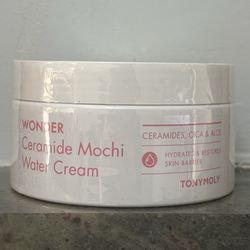 WONDER
Ceramide Mochi
Water Cream
CERAMIDES, CICA & ALOE
HYDRATES & RESTORES
SKIN BARRIER
TONYMOLY